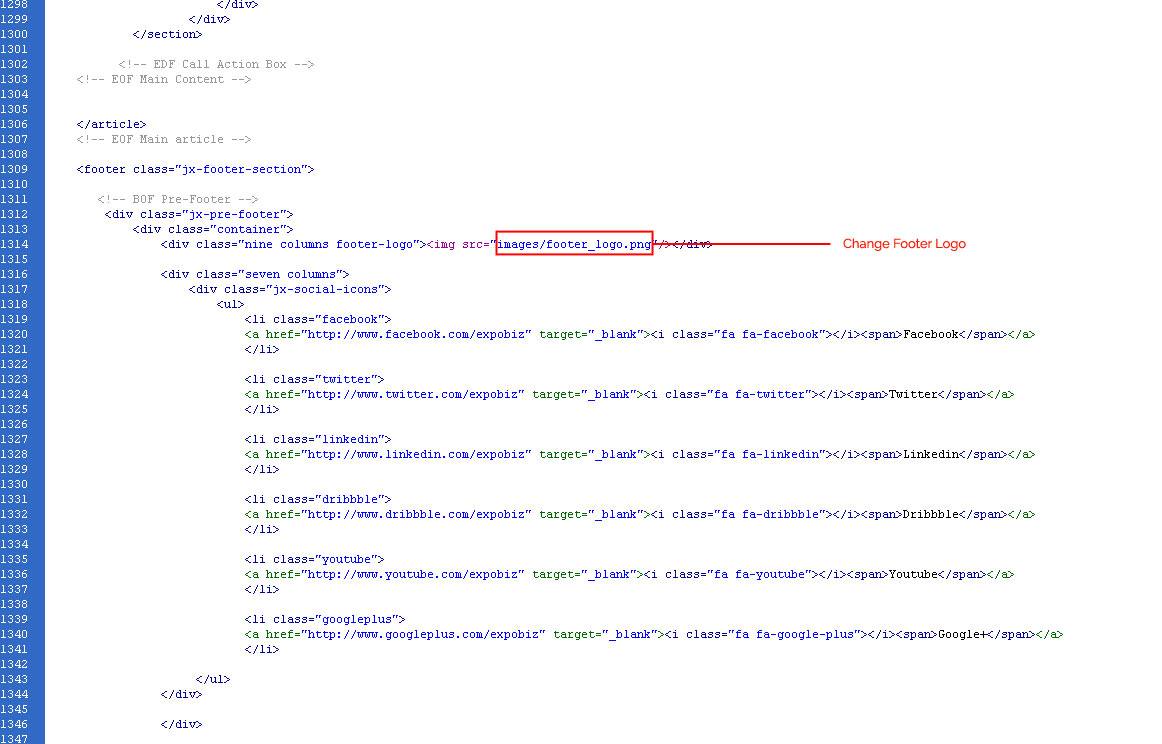 1298 </div>
1299 </div>
1300 </section>
1301
1302 <!-- EDF Call Action Box -->
1303 <!-- EOF Main Content -->
1304
1305
1306 </article>
1307 <!-- EOF Main article -->
1308
1309 <footer class="jx-footer-section">
1310
1311 <!-- BOF Pre-Footer -->
1312 <div class="jx-pre-footer">
1313 <div class="container">
1314 <div class="nine columns footer-logo"><img src="images/footer_logo.png"/></div> Change Footer Logo
1315
1316 <div class="seven columns">
1317 <div class="jx-social-icons">
1318 <ul>
1319 <li class="facebook">
1320 <a href="http://www.facebook.com/expobiz" target="_blank"><i class="fa fa-facebook"></i><span>Facebook</span></a>
1321 </li>
1322
1323 <li class="twitter">
1324 <a href="http://www.twitter.com/expobiz" target="_blank"><i class="fa fa-twitter"></i><span>Twitter</span></a>
1325 </li>
1326
1327 <li class="linkedin">
1328 <a href="http://www.linkedin.com/expobiz" target="_blank"><i class="fa fa-linkedin"></i><span>Linkedin</span></a>
1329 </li>
1330
1331 <li class="dribbble">
1332 <a href="http://www.dribbble.com/expobiz" target="_blank"><i class="fa fa-dribbble"></i><span>Dribbble</span></a>
1333 </li>
1334
1335 <li class="youtube">
1336 <a href="http://www.youtube.com/expobiz" target="_blank"><i class="fa fa-youtube"></i><span>Youtube</span></a>
1337 </li>
1338
1339 <li class="googleplus">
1340 <a href="http://www.googleplus.com/expobiz" target="_blank"><i class="fa fa-google-plus"></i><span>Google+</span></a>
1341 </li>
1342
1343 </ul>
1344 </div>
1345
1346 </div>
1347